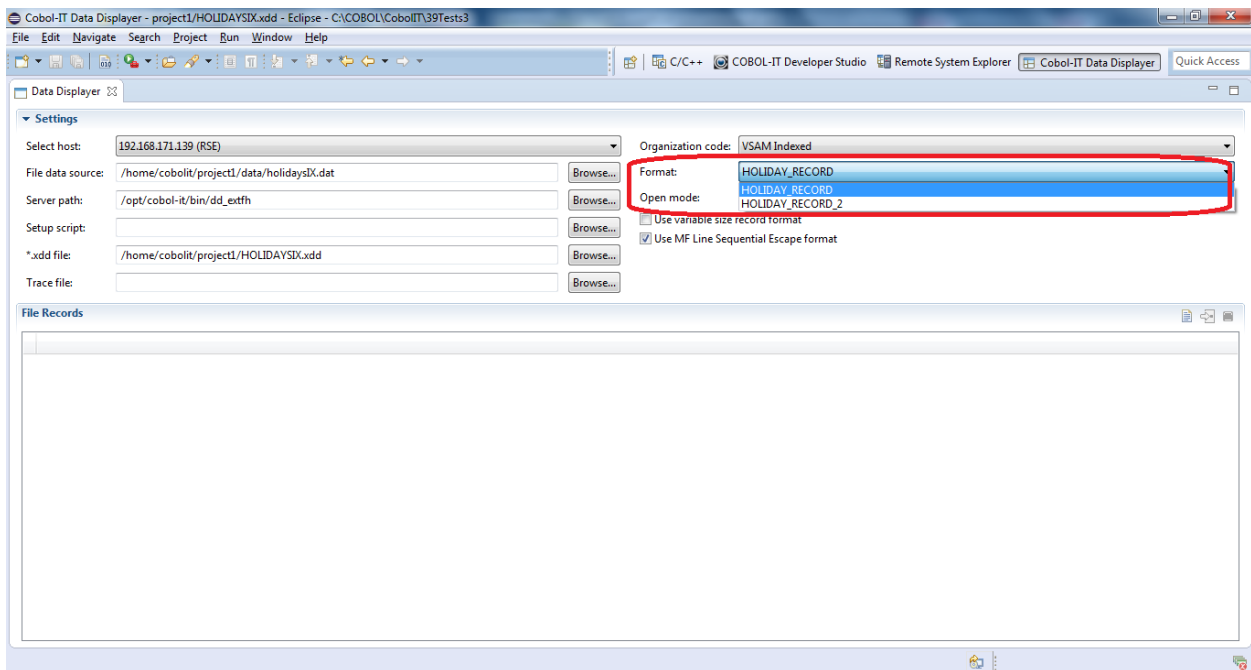 Cobol-IT Data Displayer - project1/HOLIDAYSIX.xdd - Eclipse - C:\COBOL\CobolIT\39Tests3
File Edit Navigate Search Project Run Window Help
C/C++ COBOL-IT Developer Studio Remote System Explorer Cobol-IT Data Displayer Quick Access
Data Displayer
Settings
Select host: 192.168.171.139 (RSE) Organization code: VSAM Indexed
File data source: /home/cobolit/project1/data/holidaysIX.dat Browse... Format: HOLIDAY_RECORD
HOLIDAY_RECORD
Server path: /opt/cobol-it/bin/dd_extfh Browse... Open mode: HOLIDAY_RECORD_2
Setup script: Browse... Use variable size record format
Use MF Line Sequential Escape format
*.xdd file: /home/cobolit/project1/HOLIDAYSIX.xdd Browse...
Trace file: Browse...
File Records